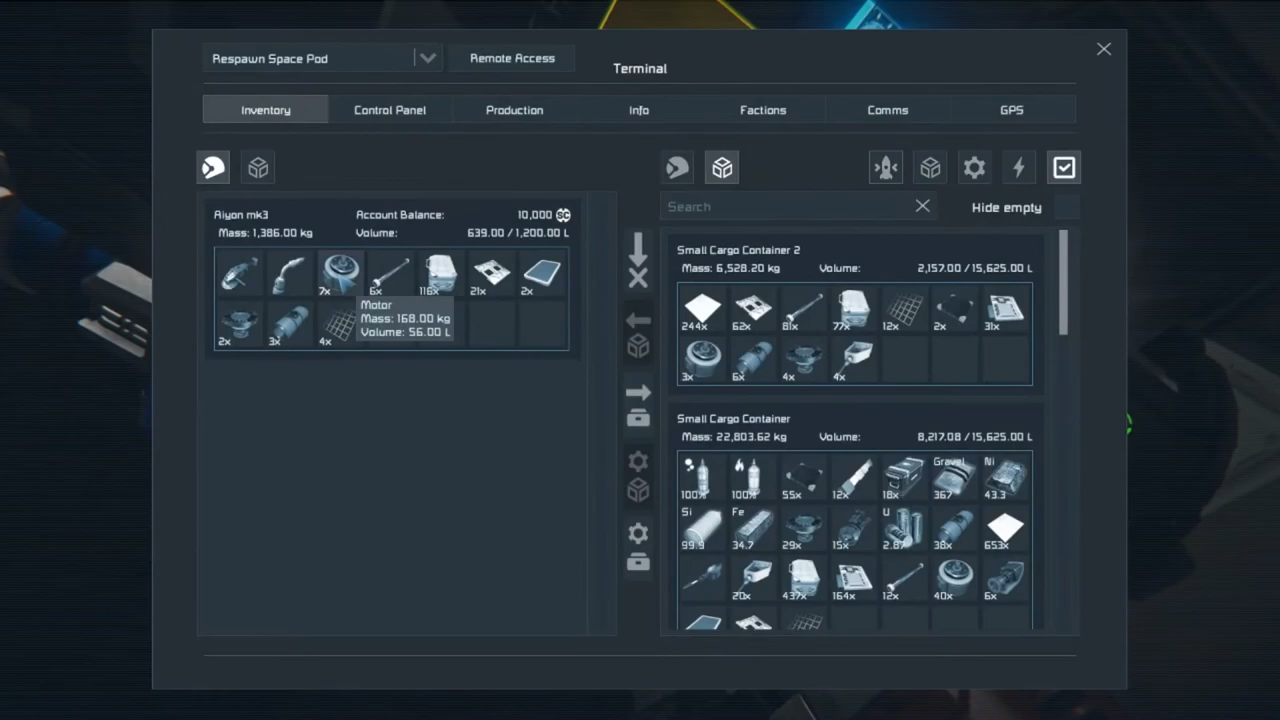 Respawn Space Pod
Remote Access
Terminal
Inventory
Control Panel
Production
Info
Factions
Comms
GPS
Aiyon mk3
Account Balance:
10,000 SC
Mass: 1,386.00 kg
Volume:
639.00 / 1,200.00 L
7x
6x
116x
21x
2x
Motor
Mass: 168.00 kg
Volume: 56.00 L
2x
3x
4x
Search
Hide empty
Small Cargo Container 2
Mass: 6,528.20 kg
Volume:
2,157.00 / 15,625.00 L
244x
62x
81x
77x
12x
2x
31x
3x
6x
4x
4x
Small Cargo Container
Mass: 22,803.62 kg
Volume:
8,217.08 / 15,625.00 L
Gravel
Ni
100%
100%
55x
12x
18x
367
43.3
Si
Fe
U
99.9
34.7
29x
15x
2.87
38x
653x
20x
437x
164x
12x
40x
6x